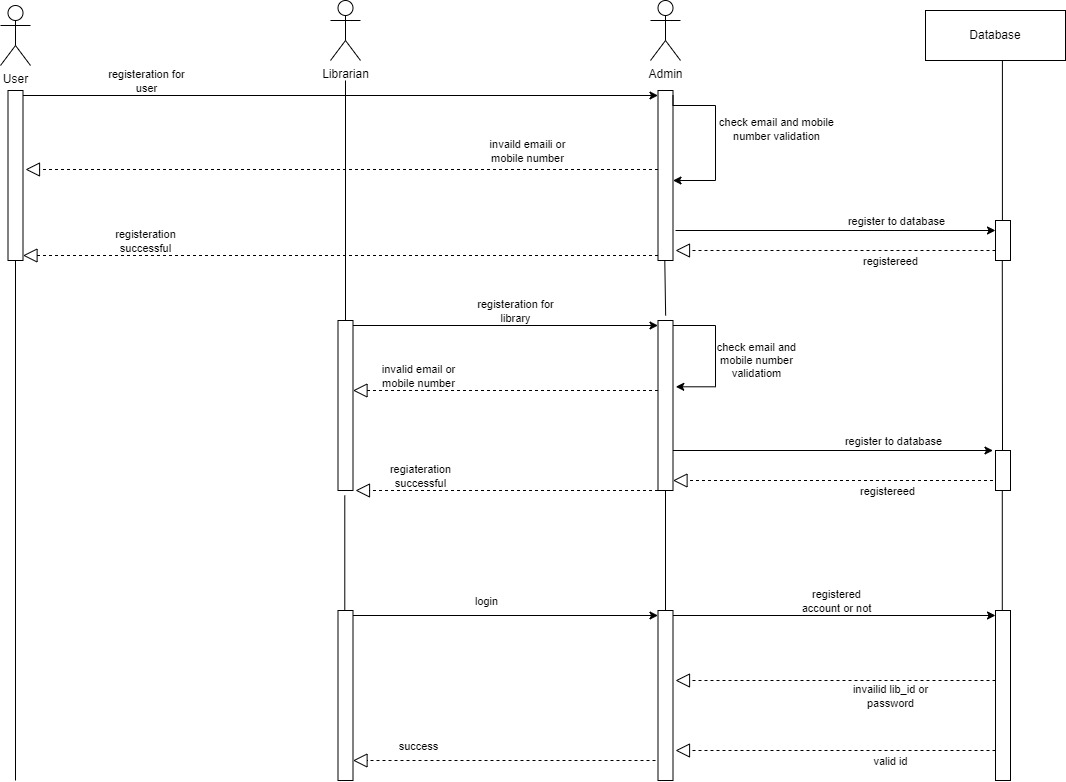 User
Librarian
Admin
Database
registeration for
user
check email and mobile
number validation
invaild emaili or
mobile number
register to database
registeration
successful
registereed
registeration for
library
check email and
mobile number
validatiom
invalid email or
mobile number
register to database
regiateration
successful
registereed
login
registered
account or not
invailid lib_id or
password
success
valid id